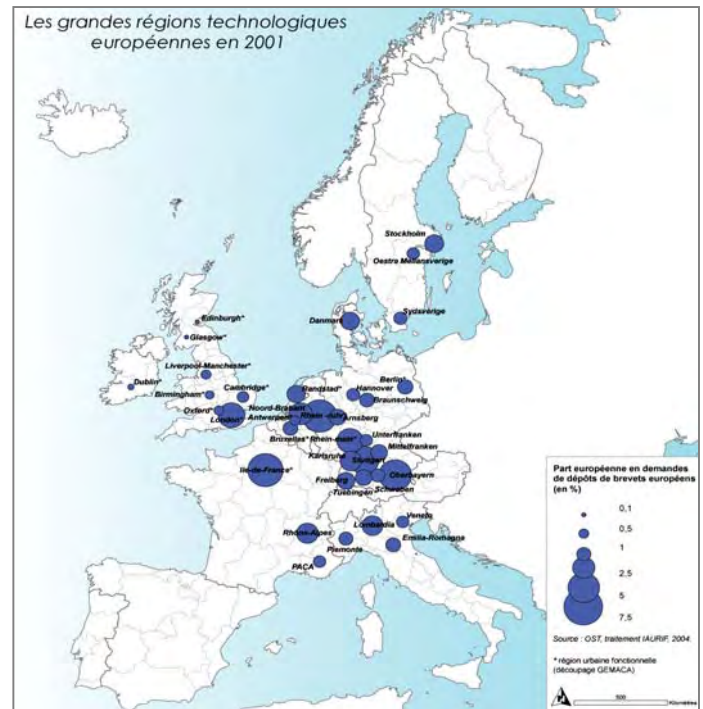 Les grandes régions technologiques
européennes en 2001
Stockholm
Oestra Mellansverige
Sydsverige
Danmark
Edinburgh*
Glasgow*
Liverpool-Manchester*
Dublin*
Birmingham*
Cambridge*
Oxford*
London*
Randstad*
Hannover
Berlin*
Braunschweig
Noord-Brabant
Antwerpen
Rhein-ruhr*
Arnsberg
Bruxelles*
Rhein-main*
Unterfranken
Mittelfranken
Karlsruhe
Stuttgart
Ile-de-France*
Freiburg
Oberbayern
Tuebingen
Schwaben
Rhône-Alpes
Lombardia
Veneto
Piemonte
Emilia-Romagna
PACA
Part européenne en demandes
de dépôts de brevets européens
(en %)
0,1
0,5
1
2,5
5
7,5
Source : OST, traitement IAURIF, 2004.
* région urbaine fonctionnelle
(découpage GEMACA)
500
Kilomètres